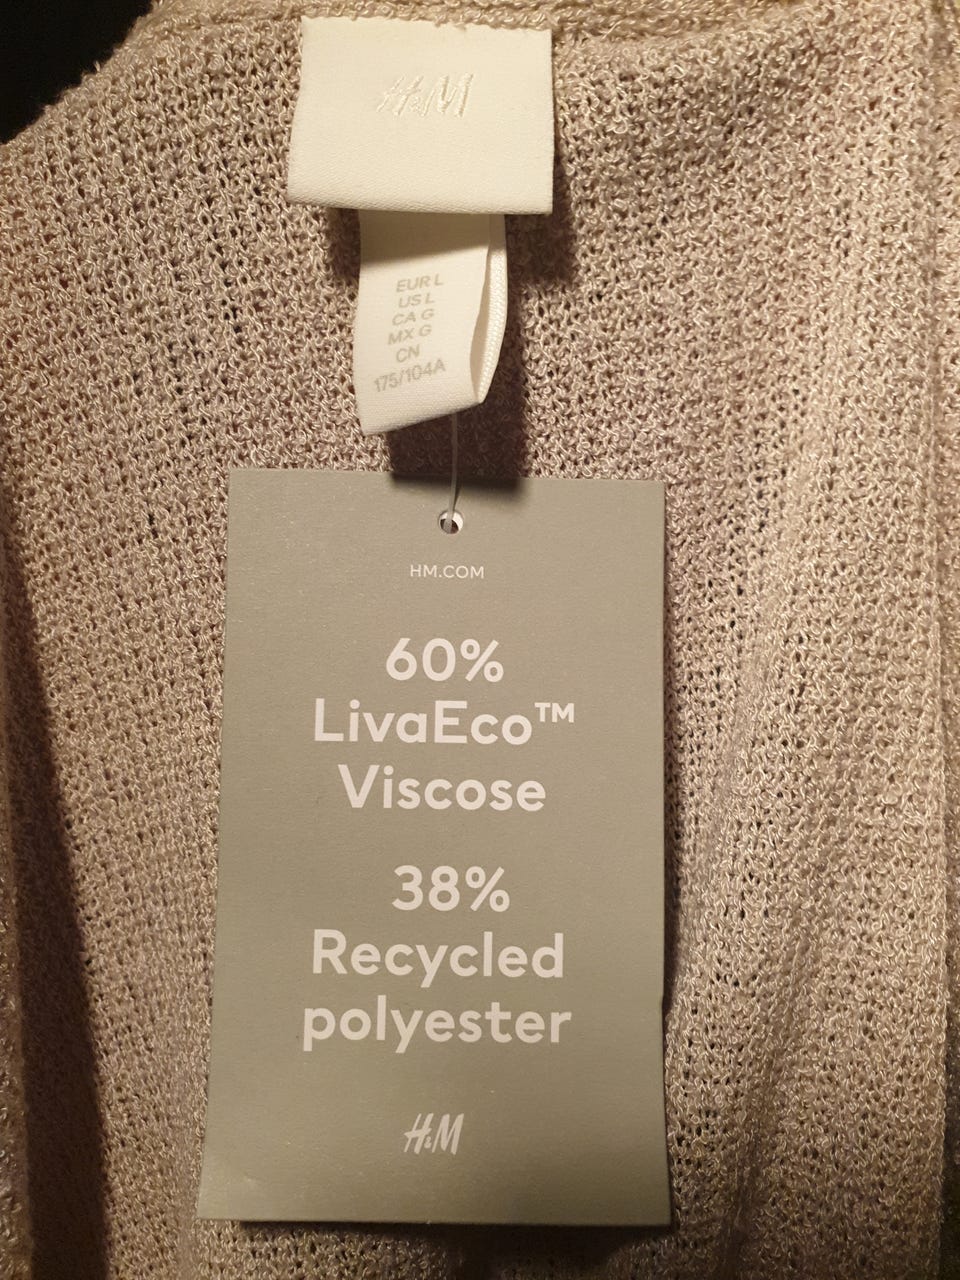 H&M
EUR L
US L
CA G
MX G
CN
175/104A
HM.COM
60%
LivaEco™
Viscose
38%
Recycled
polyester
H&M